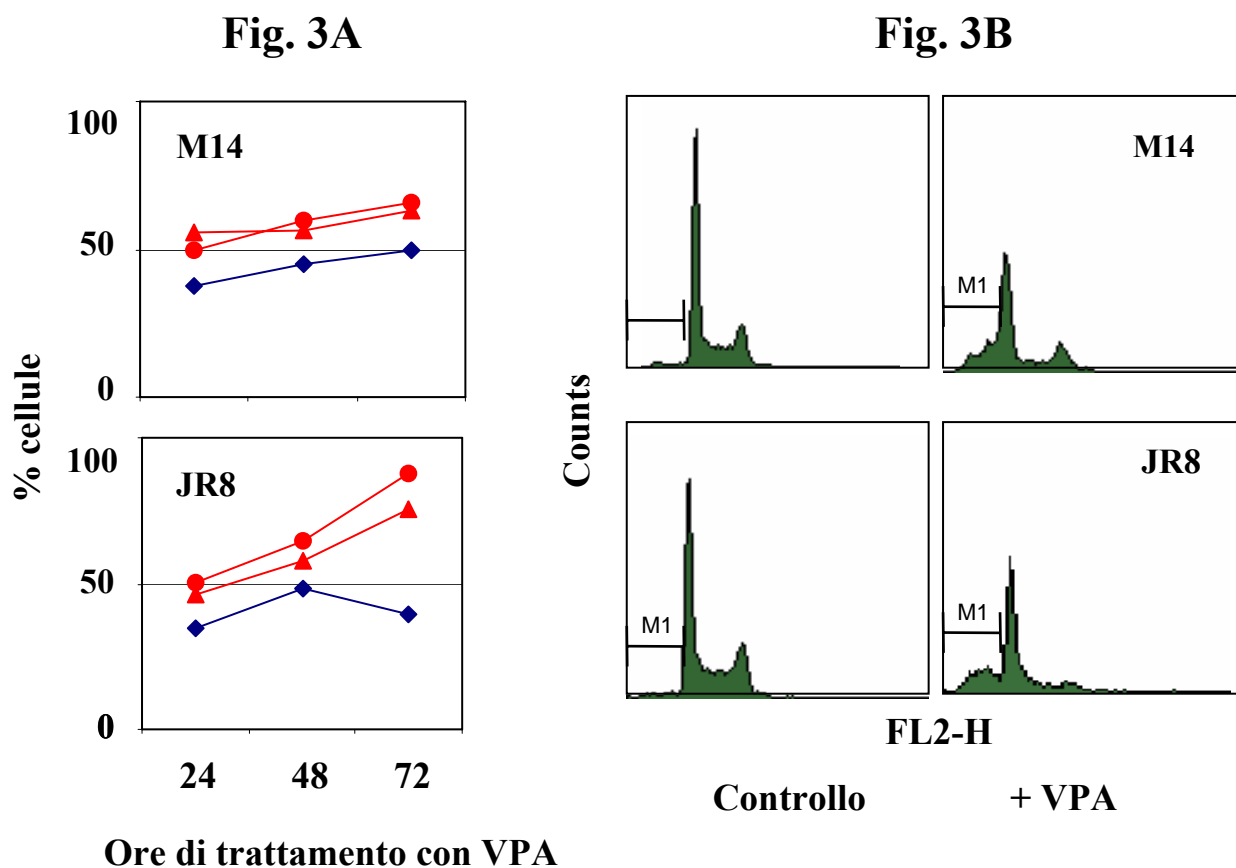 Fig. 3A
100
M14
50
0
% cellule
100
JR8
50
0
24 48 72
Ore di trattamento con VPA
Fig. 3B
M14
M1
Counts
JR8
M1
M1
FL2-H
Controllo + VPA